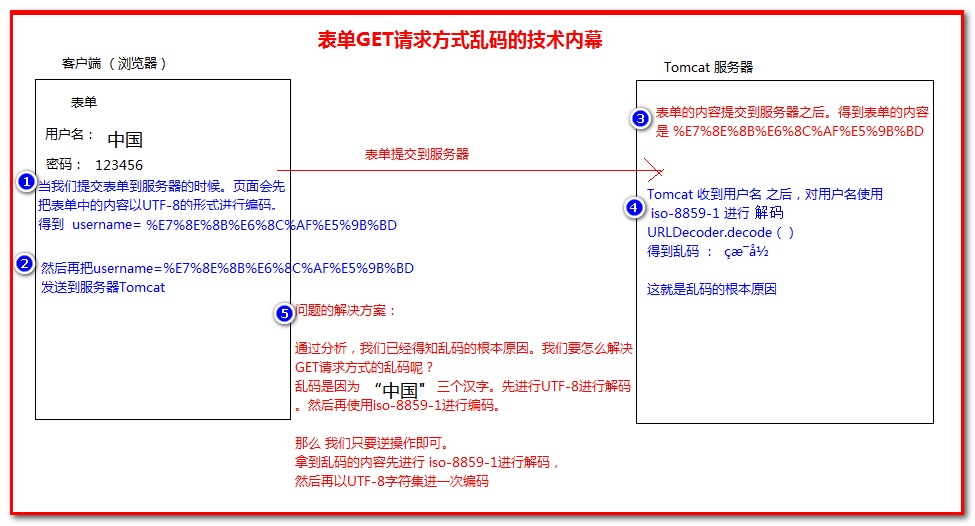 表单GET请求方式乱码的技术内幕
客户端 （ 浏览器 ）
表单
用户名： 中国
密码： 123456
1
当我们提交表单到服务器的时候。页面会先
把表单中的内容以UTF-8的形式进行编码。
得到 username= %E7%8E%8B%E6%8C%AF%E5%9B%BD
2
然后再把username=%E7%8E%8B%E6%8C%AF%E5%9B%BD
发送到服务器Tomcat
表单提交到服务器
Tomcat 服务器
3
表单的内容提交到服务器之后。得到表单的内容
是 %E7%8E%8B%E6%8C%AF%E5%9B%BD
4
Tomcat 收到用户名 之后，对用户名使用
iso-8859-1 进行 解码
URLDecoder.decode（ ）
得到乱码 ： çæ¯å½
这就是乱码的根本原因
5
问题的解决方案：
通过分析，我们已经得知乱码的根本原因。我们要怎么解决
GET请求方式的乱码呢？
乱码是因为 “中国" 三个汉字。先进行UTF-8进行解码
。然后再使用iso-8859-1进行编码。
那么 我们只要逆操作即可。
拿到乱码的内容先进行 iso-8859-1进行解码，
然后再以UTF-8字符集进一次编码